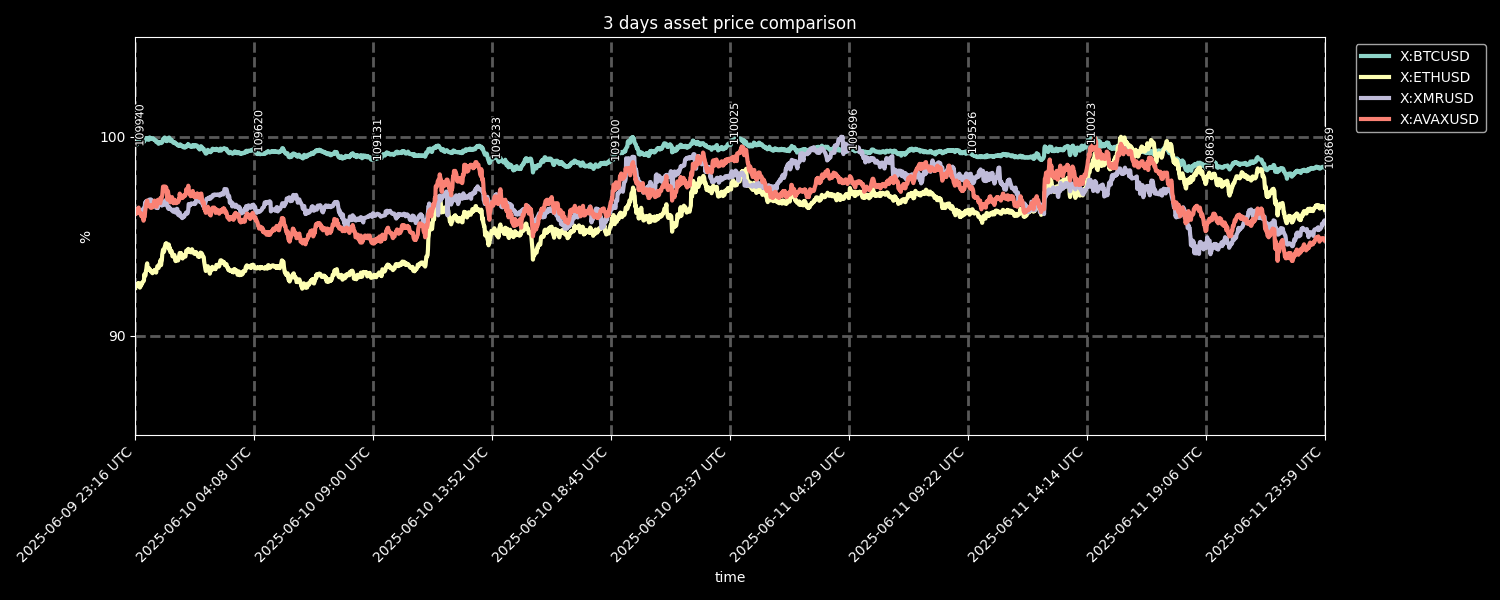 3 days asset price comparison
X:BTCUSD
X:ETHUSD
X:XMRUSD
X:AVAXUSD
100
90
%
109940
109620
109131
109233
109100
110025
109696
109526
110023
108630
108669
2025-06-09 23:16 UTC
2025-06-10 04:08 UTC
2025-06-10 09:00 UTC
2025-06-10 13:52 UTC
2025-06-10 18:45 UTC
2025-06-10 23:37 UTC
2025-06-11 04:29 UTC
2025-06-11 09:22 UTC
2025-06-11 14:14 UTC
2025-06-11 19:06 UTC
2025-06-11 23:59 UTC
time